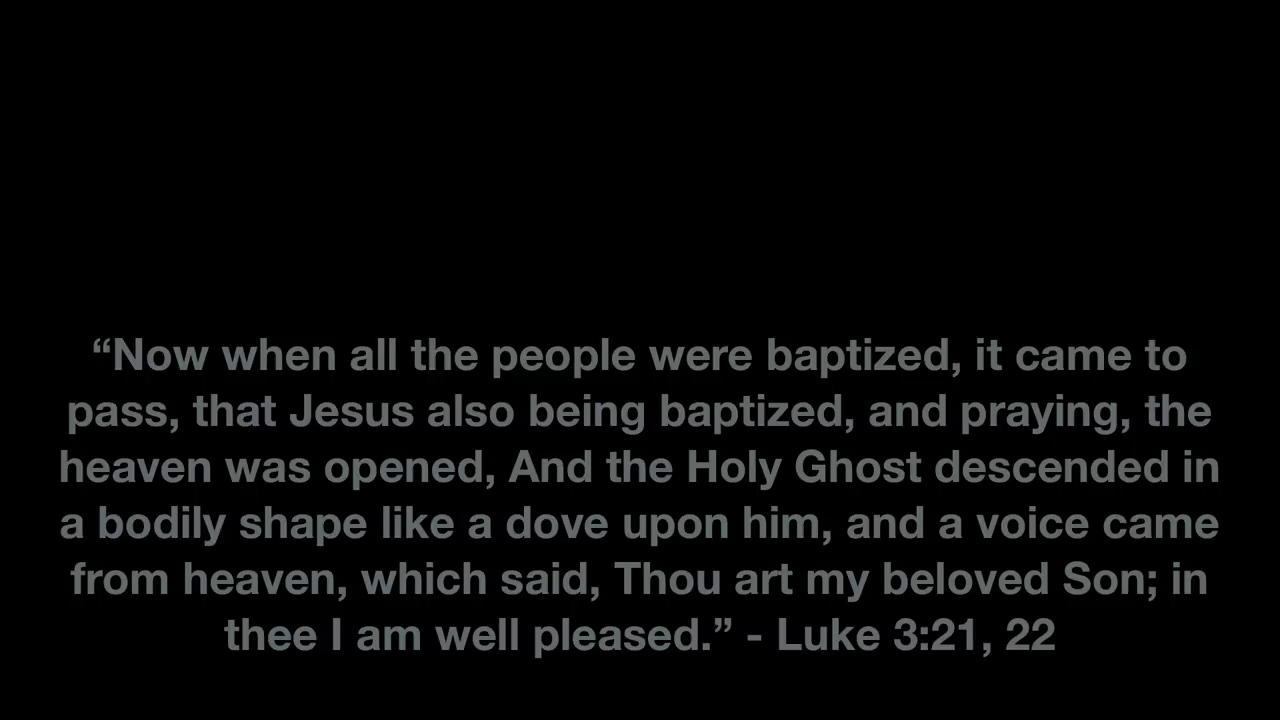 “Now when all the people were baptized, it came to
pass, that Jesus also being baptized, and praying, the
heaven was opened, And the Holy Ghost descended in
a bodily shape like a dove upon him, and a voice came
from heaven, which said, Thou art my beloved Son; in
thee I am well pleased.” - Luke 3:21, 22